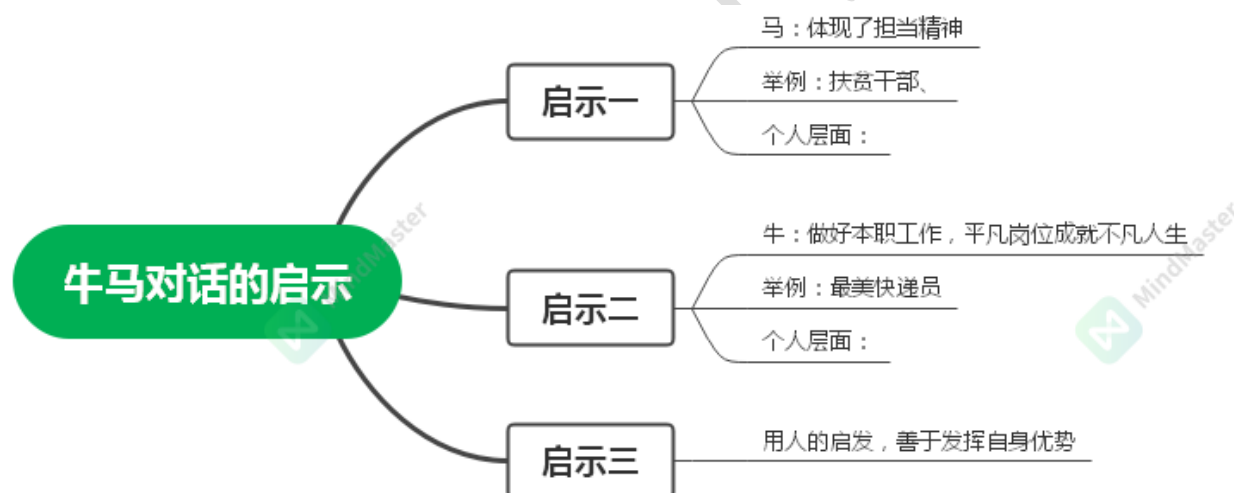 牛马对话的启示
启示一
马：体现了担当精神
举例：扶贫干部、
个人层面：
启示二
牛：做好本职工作，平凡岗位成就不凡人生
举例：最美快递员
个人层面：
启示三
用人的启发，善于发挥自身优势
MindMaster
MindMaster